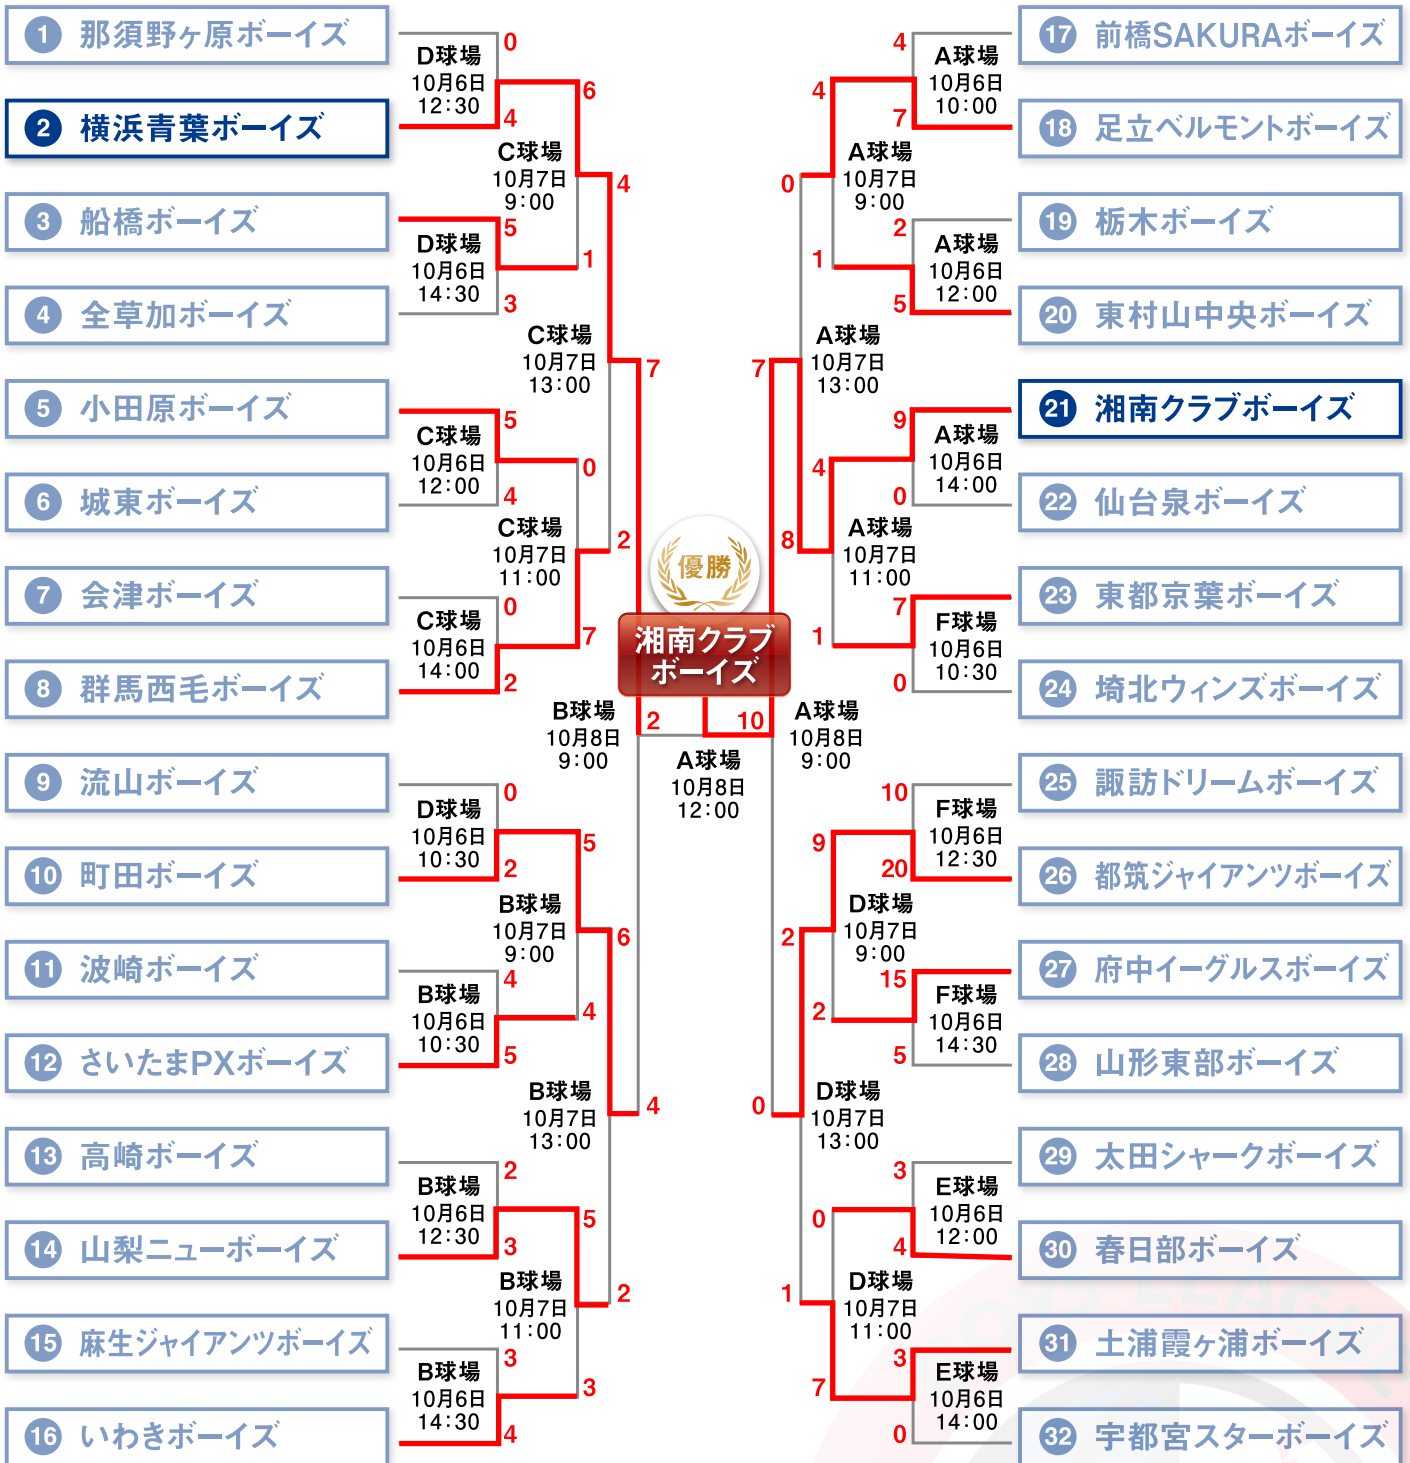 1 那須野ヶ原ボーイズ
2 横浜青葉ボーイズ
3 船橋ボーイズ
4 全草加ボーイズ
5 小田原ボーイズ
6 城東ボーイズ
7 会津ボーイズ
8 群馬西毛ボーイズ
9 流山ボーイズ
10 町田ボーイズ
11 波崎ボーイズ
12 さいたまPXボーイズ
13 高崎ボーイズ
14 山梨ニューボーイズ
15 麻生ジャイアンツボーイズ
16 いわきボーイズ
0
D球場
10月6日
12:30
4
5
D球場
10月6日
14:30
3
5
C球場
10月6日
12:00
4
0
C球場
10月6日
14:00
2
0
D球場
10月6日
10:30
2
4
B球場
10月6日
10:30
5
2
B球場
10月6日
12:30
3
3
B球場
10月6日
14:30
4
6
C球場
10月7日
9:00
1
0
C球場
10月7日
11:00
7
5
B球場
10月7日
9:00
4
5
B球場
10月7日
11:00
3
4
C球場
10月7日
13:00
2
6
B球場
10月7日
13:00
2
7
B球場
10月8日
9:00
4
優勝
湘南クラブ
ボーイズ
2
10
A球場
10月8日
12:00
7
A球場
10月8日
9:00
0
0
A球場
10月7日
13:00
8
2
D球場
10月7日
13:00
1
4
A球場
10月7日
9:00
1
4
A球場
10月7日
11:00
1
9
D球場
10月7日
9:00
2
0
D球場
10月7日
11:00
7
4
A球場
10月6日
10:00
7
2
A球場
10月6日
12:00
5
9
A球場
10月6日
14:00
0
7
F球場
10月6日
10:30
0
10
F球場
10月6日
12:30
20
15
F球場
10月6日
14:30
5
3
E球場
10月6日
12:00
4
3
E球場
10月6日
14:00
0
17 前橋SAKURAボーイズ
18 足立ベルモントボーイズ
19 栃木ボーイズ
20 東村山中央ボーイズ
21 湘南クラブボーイズ
22 仙台泉ボーイズ
23 東都京葉ボーイズ
24 埼北ウィンズボーイズ
25 諏訪ドリームボーイズ
26 都筑ジャイアンツボーイズ
27 府中イーグルスボーイズ
28 山形東部ボーイズ
29 太田シャークボーイズ
30 春日部ボーイズ
31 土浦霞ヶ浦ボーイズ
32 宇都宮スターボーイズ